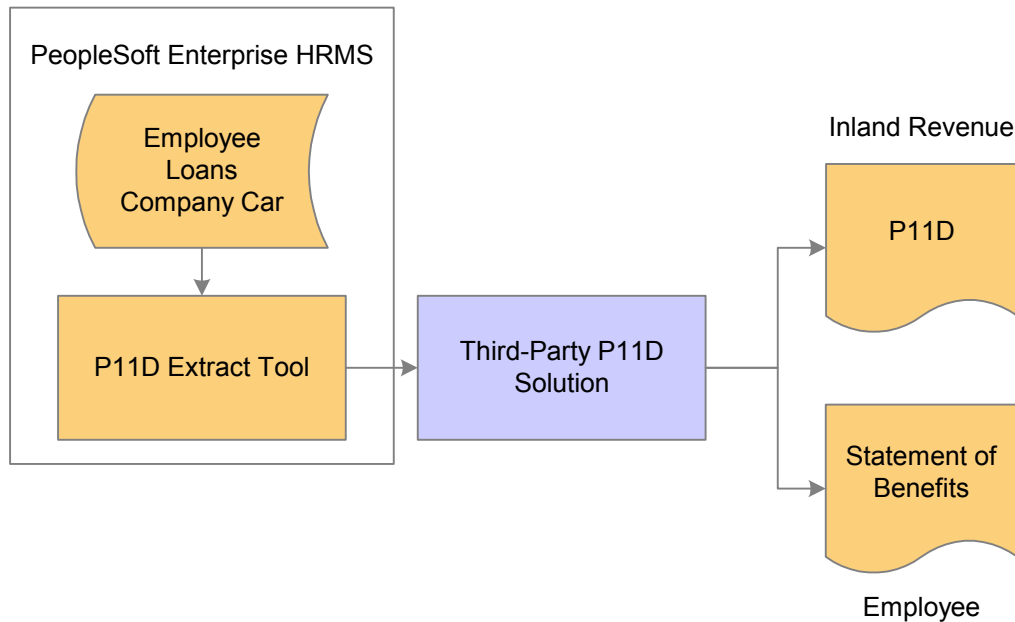 PeopleSoft Enterprise HRMS
Employee
Loans
Company Car
P11D Extract Tool
Third-Party P11D
Solution
Inland Revenue
P11D
Statement of
Benefits
Employee